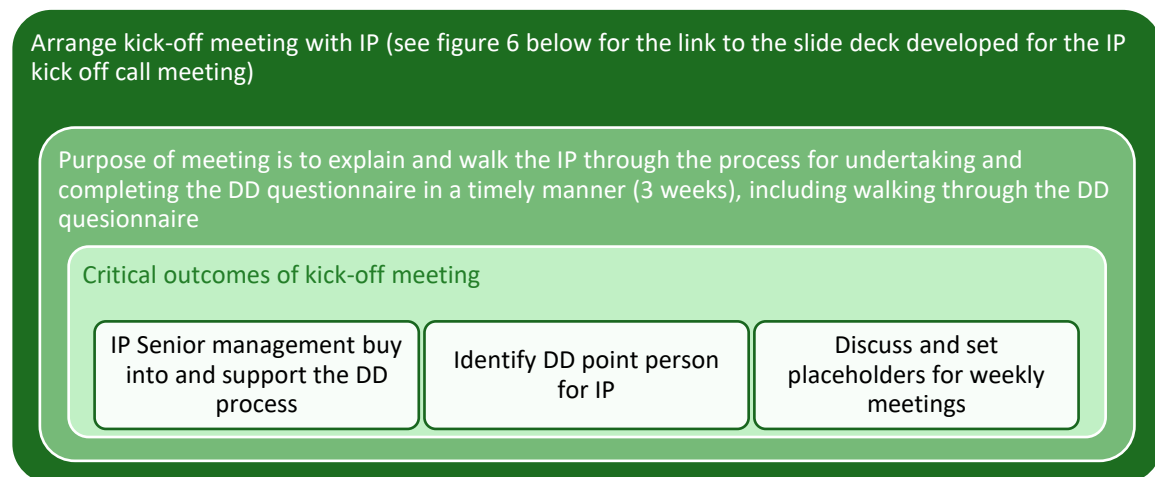 Arrange kick-off meeting with IP (see figure 6 below for the link to the slide deck developed for the IP
kick off call meeting)
Purpose of meeting is to explain and walk the IP through the process for undertaking and
completing the DD questionnaire in a timely manner (3 weeks), including walking through the DD
quesionnaire
Critical outcomes of kick-off meeting
IP Senior management buy
into and support the DD
process
Identify DD point person
for IP
Discuss and set
placeholders for weekly
meetings